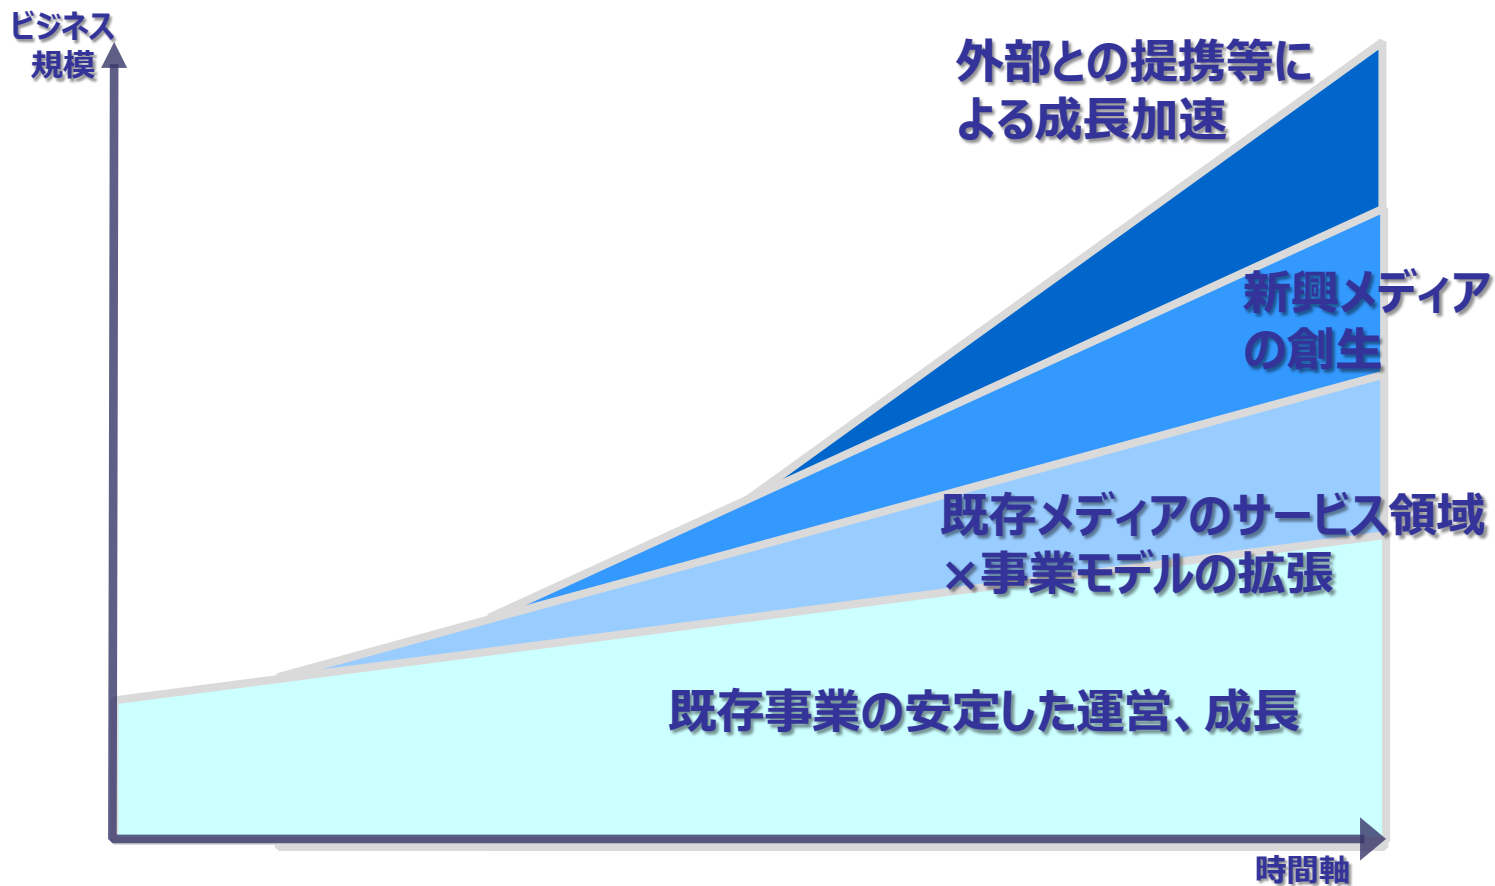 ビジネス
規模
外部との提携等に
よる成長加速
新興メディア
の創生
既存メディアのサービス領域
×事業モデルの拡張
既存事業の安定した運営、成長
時間軸